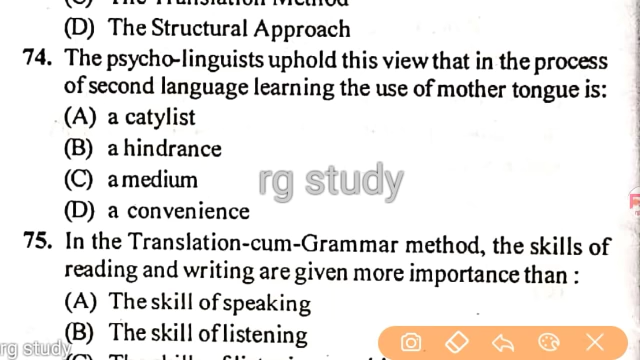 (D) The Structural Approach
74. The psycho-linguists uphold this view that in the process
of second language learning the use of mother tongue is:
(A) a catylist
(B) a hindrance
(C) a medium
rg study
(D) a convenience
75. In the Translation-cum-Grammar method, the skills of
reading and writing are given more importance than :
(A) The skill of speaking
(B) The skill of listening
rg study